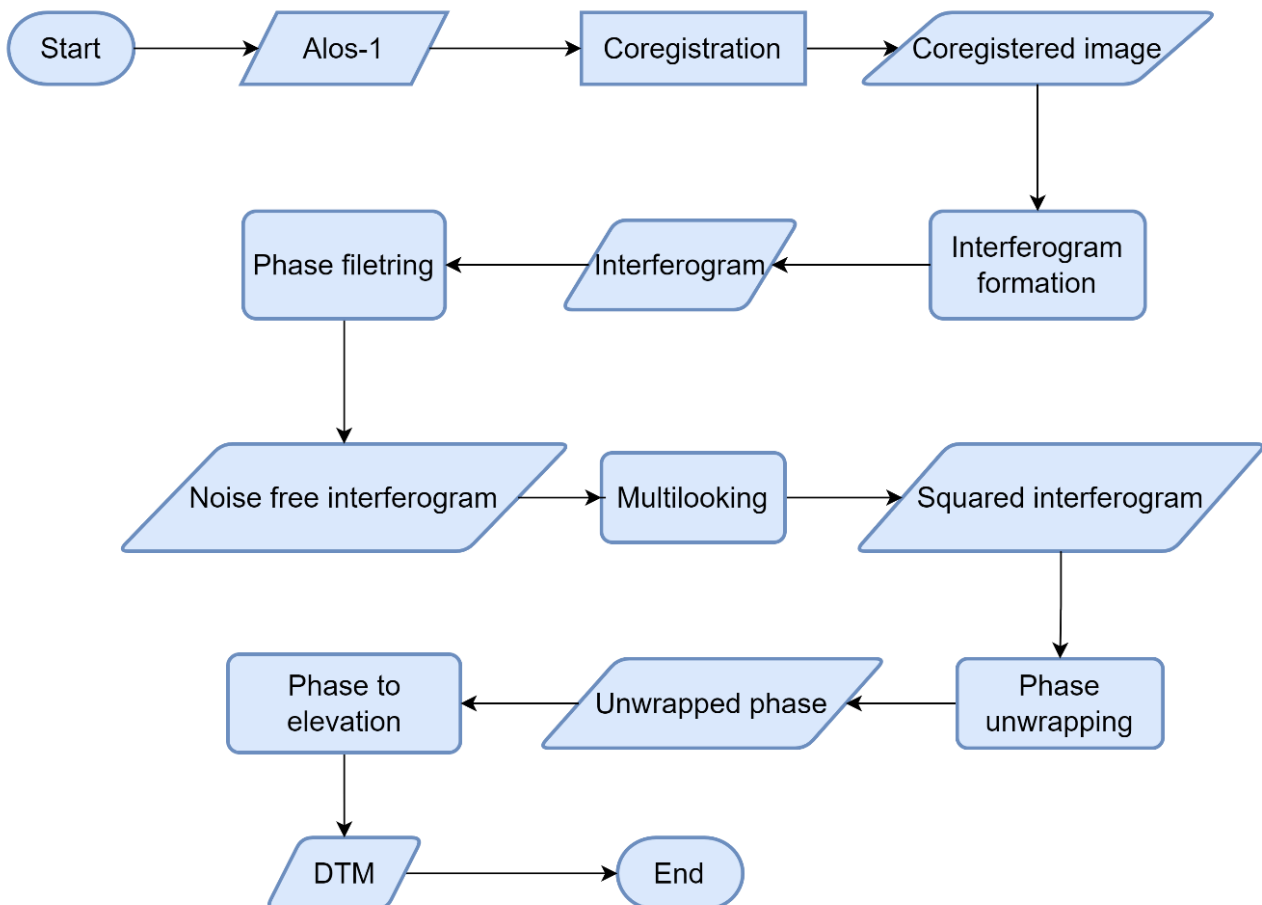 Start
Alos-1
Coregistration
Coregistered image
Interferogram
formation
Interferogram
Phase filetring
Noise free interferogram
Multilooking
Squared interferogram
Phase
unwrapping
Unwrapped phase
Phase to
elevation
DTM
End